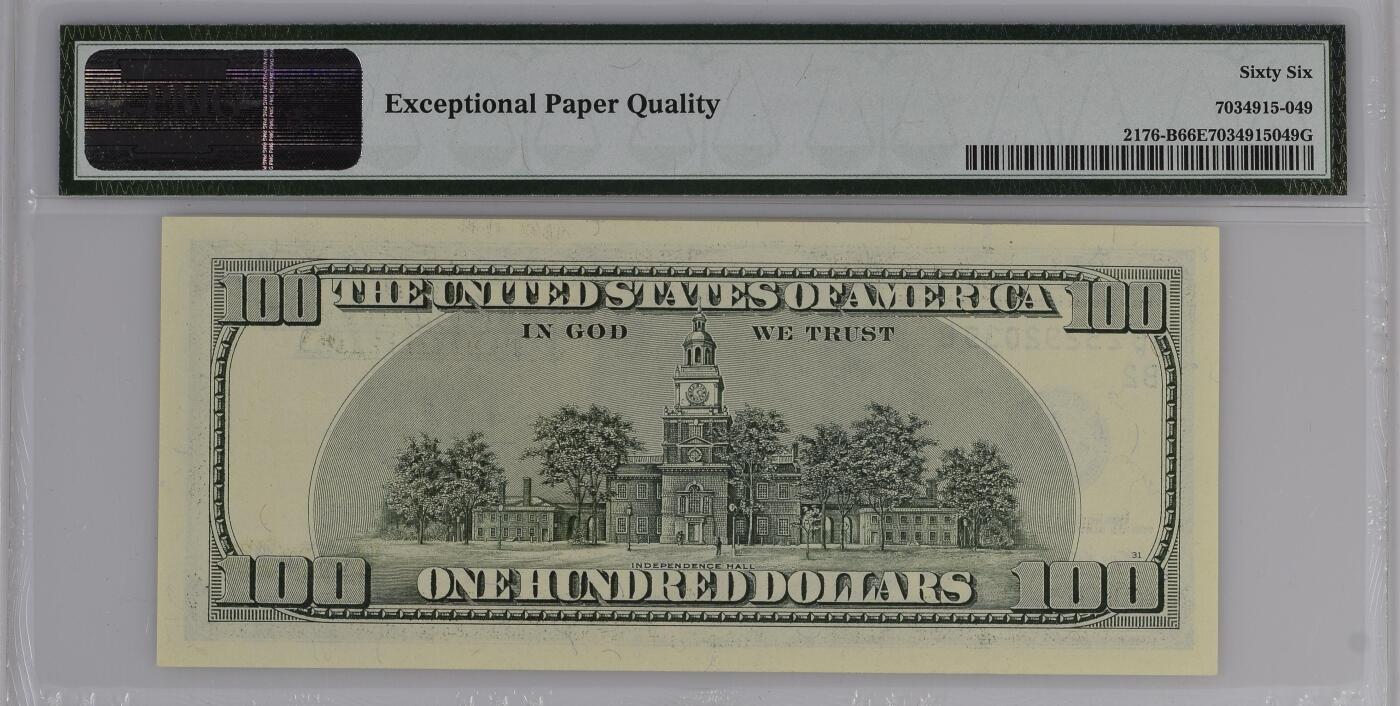 Exceptional Paper Quality
Sixty Six
7034915-049
2176-B66E7034915049G
100 THE UNITED STATES OF AMERICA 100
IN GOD WE TRUST
31
INDEPENDENCE HALL
100 ONE HUNDRED DOLLARS 100